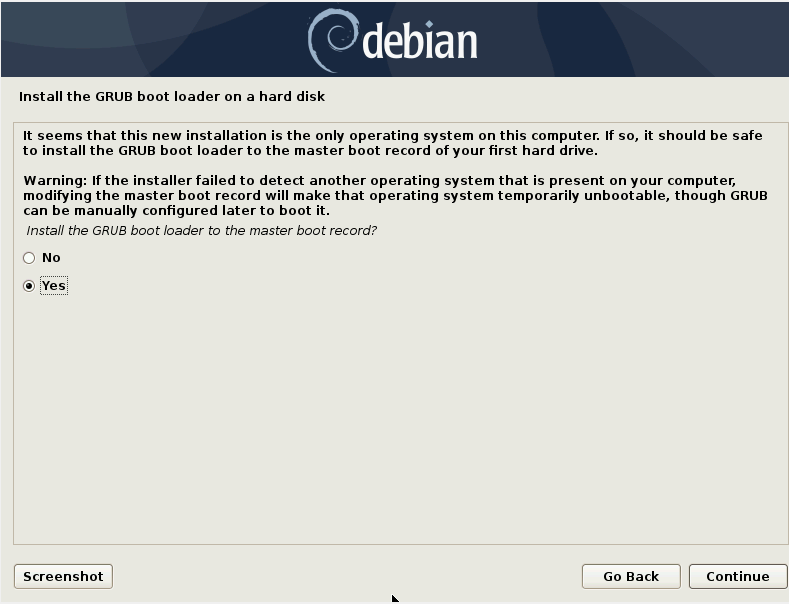 debian
Install the GRUB boot loader on a hard disk
It seems that this new installation is the only operating system on this computer. If so, it should be safe
to install the GRUB boot loader to the master boot record of your first hard drive.
Warning: If the installer failed to detect another operating system that is present on your computer,
modifying the master boot record will make that operating system temporarily unbootable, though GRUB
can be manually configured later to boot it.
Install the GRUB boot loader to the master boot record?
No
Yes
Screenshot
Go Back
Continue